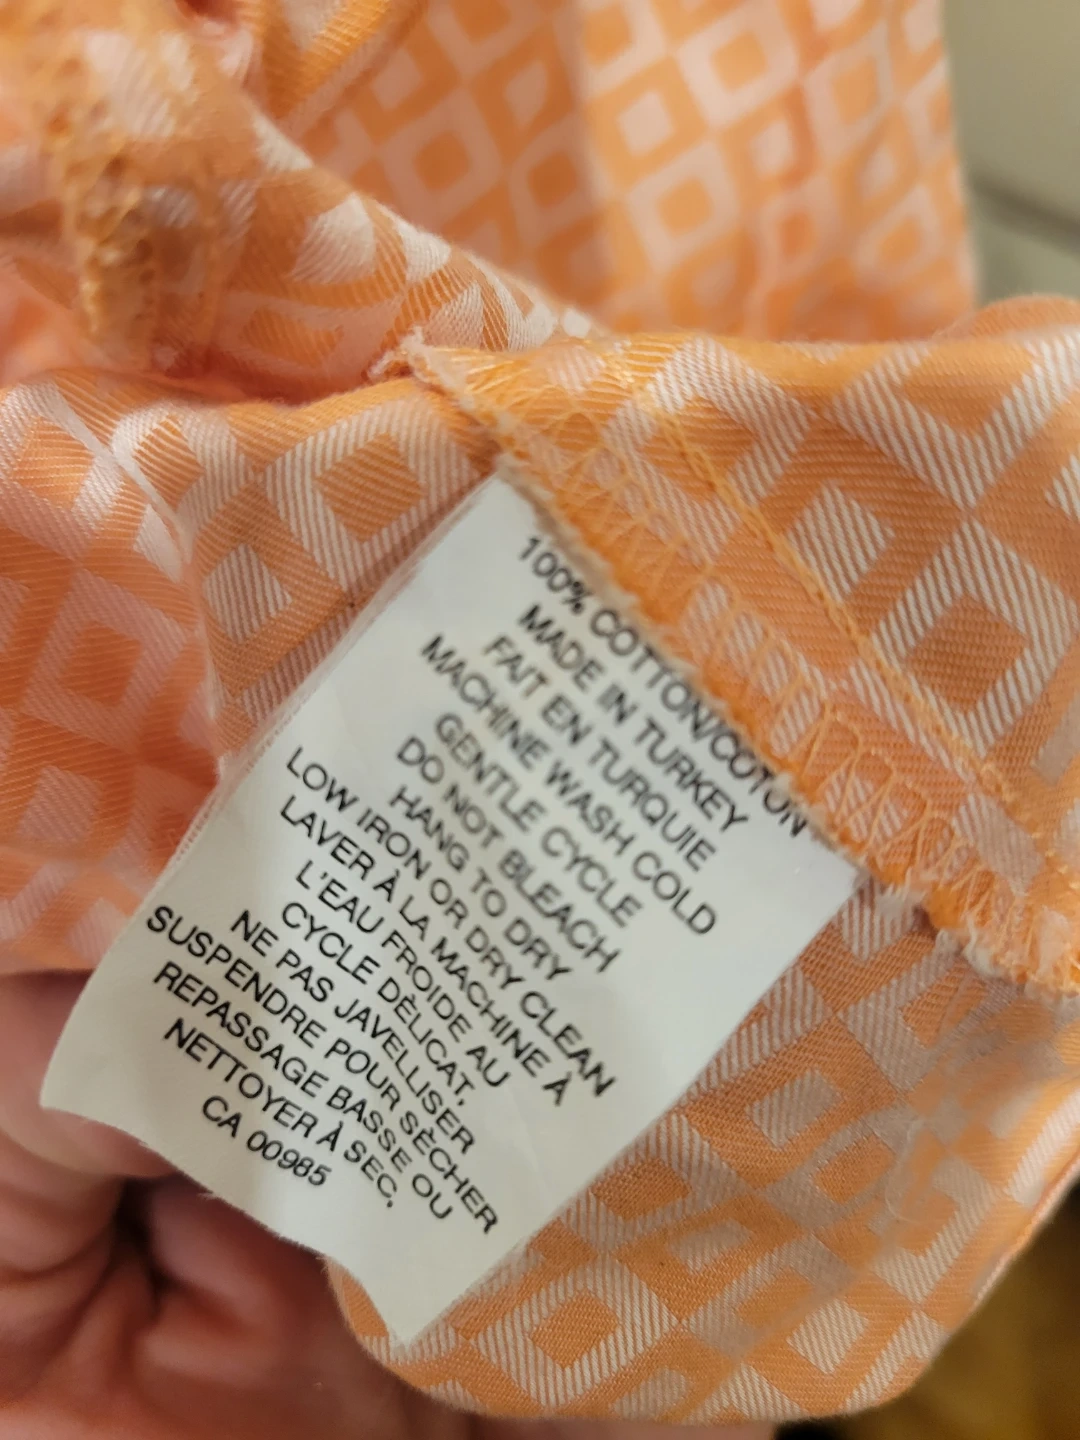 100% COTTON/COTON
MADE IN TURKEY
FAIT EN TURQUIE
MACHINE WASH COLD
GENTLE CYCLE
DO NOT BLEACH
HANG TO DRY
LOW IRON OR DRY CLEAN
LAVER À LA MACHINE À
L'EAU FROIDE AU
CYCLE DÈLICAT,
NE PAS JAVELLISER
SUSPENDRE POUR SÈCHER
REPASSAGE BASSE OU
NETTOYER À SEC,
CA 00985